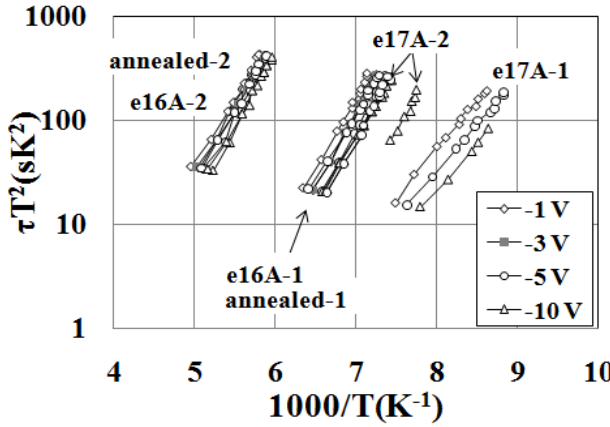 1000
100
10
1
τT²(sK²)
annealed-2
e16A-2
e17A-2
e17A-1
e16A-1
annealed-1
-1 V
-3 V
-5 V
-10 V
4 5 6 7 8 9 10
1000/T(K⁻¹)